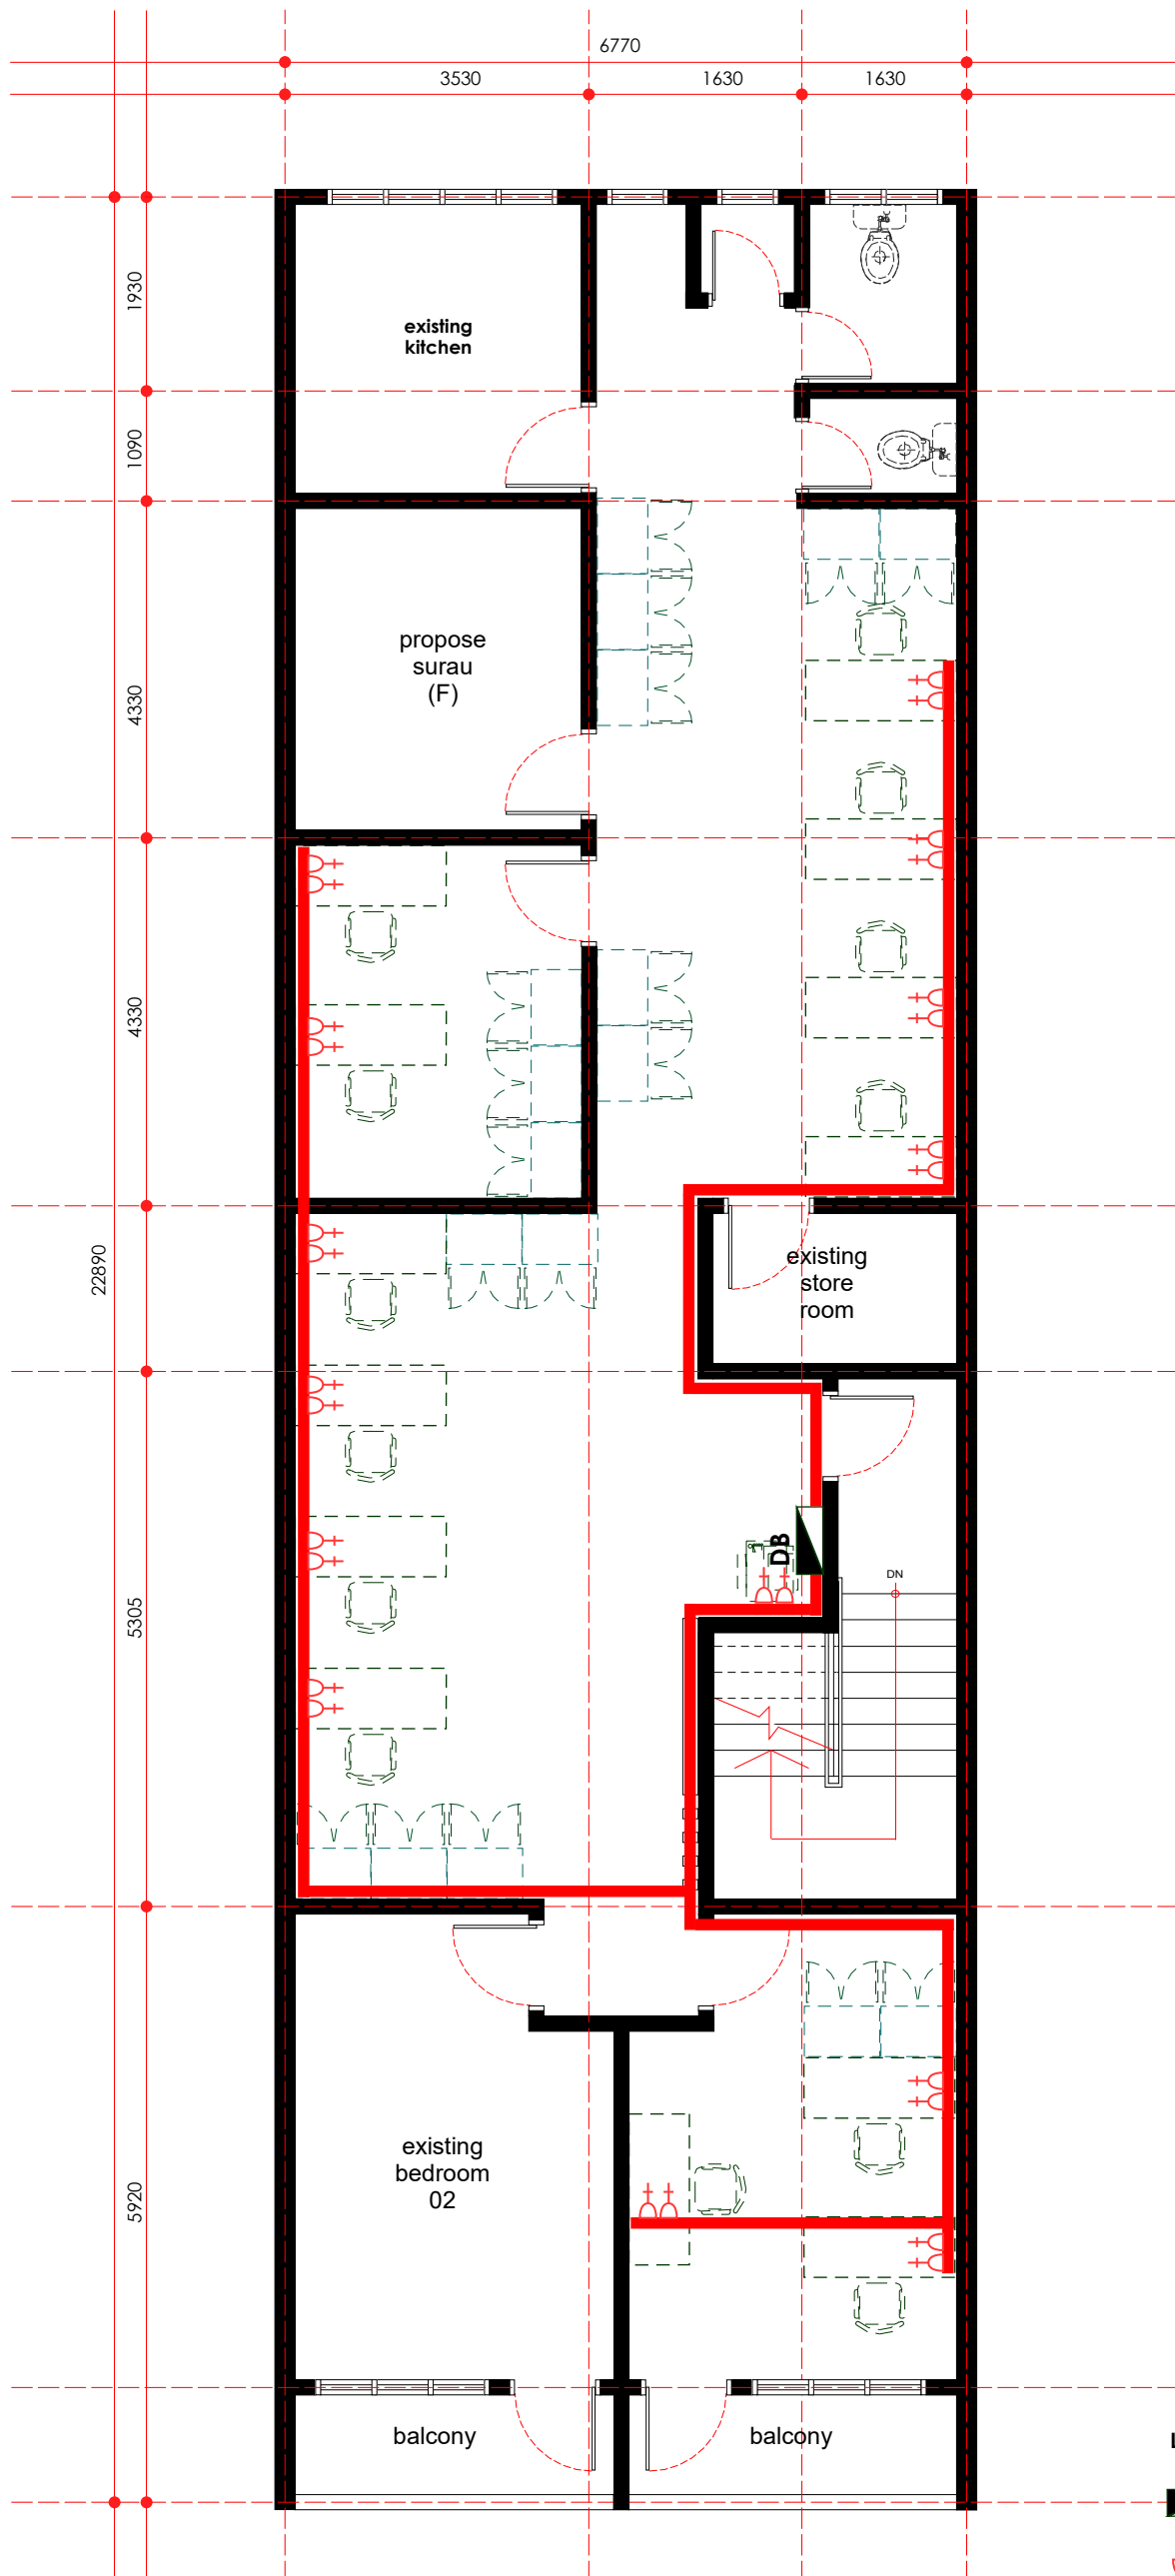 6770
3530
1630
1630
1930
existing
kitchen
1090
propose
surau
(F)
4330
4330
22890
existing
store
room
DB
DN
5305
existing
bedroom
02
5920
balcony
balcony
L